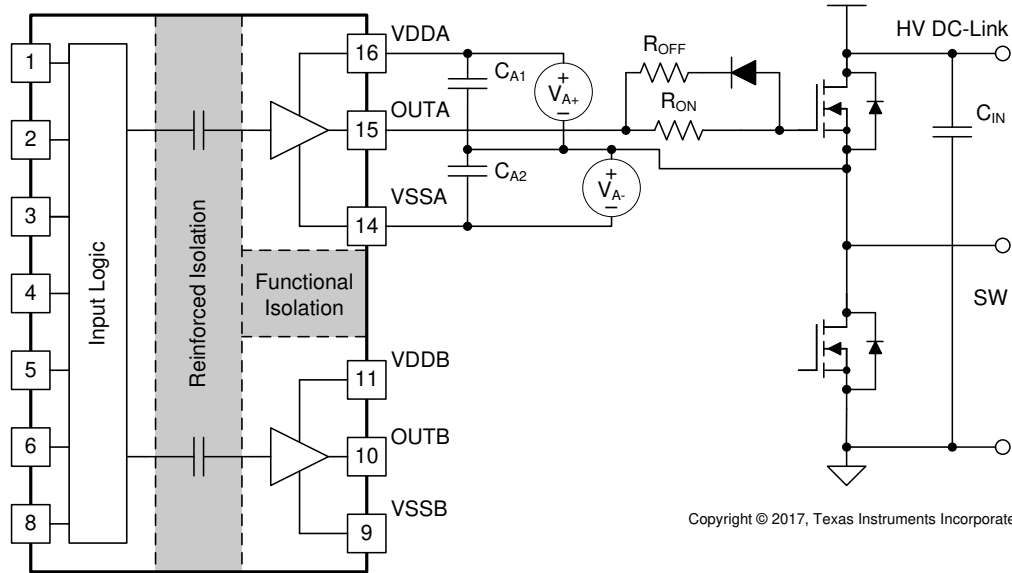 1
2
3
4
5
6
8
Input Logic
Reinforced Isolation
Functional
Isolation
16
15
14
11
10
9
VDDA
OUTA
VSSA
VDDB
OUTB
VSSB
CA1
CA2
+
VA+
–
+
VA-
–
ROFF
RON
HV DC-Link
CIN
SW
Copyright © 2017, Texas Instruments Incorporate